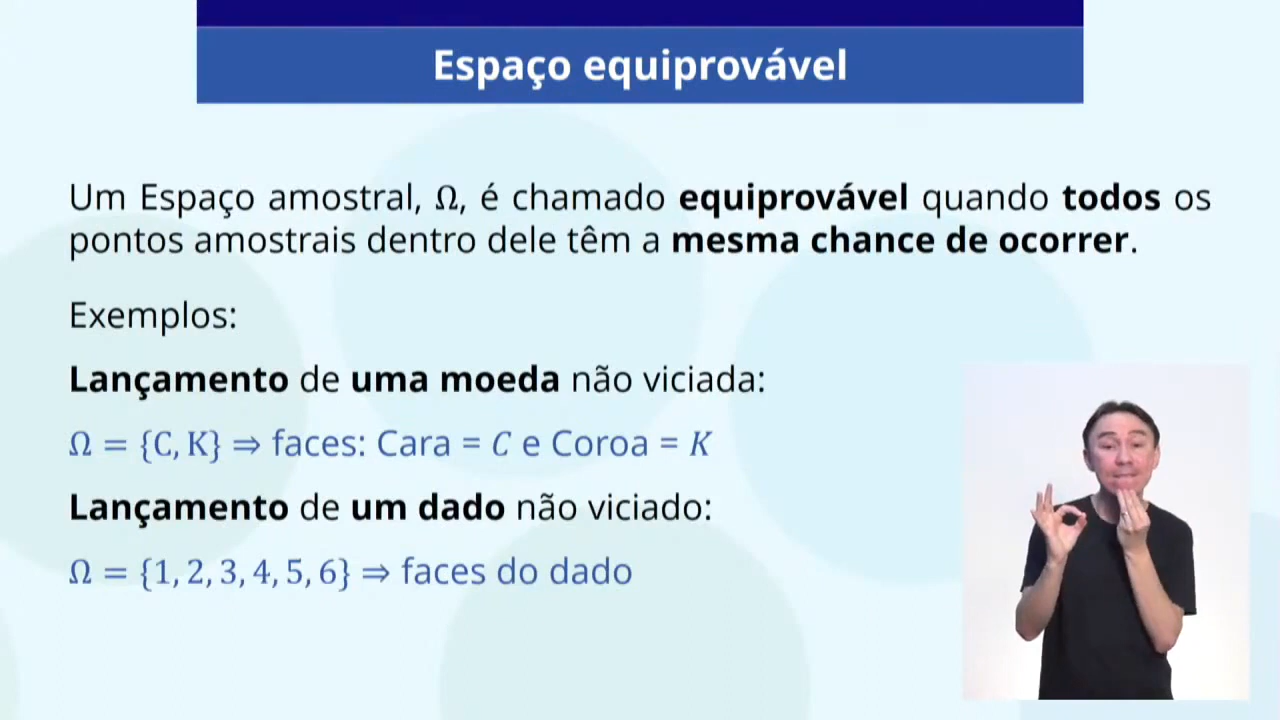 Espaço equiprovável
Um Espaço amostral, Ω, é chamado equiprovável quando todos os
pontos amostrais dentro dele têm a mesma chance de ocorrer.
Exemplos:
Lançamento de uma moeda não viciada:
Ω = {C, K} ⇒ faces: Cara = C e Coroa = K
Lançamento de um dado não viciado:
Ω = {1, 2, 3, 4, 5, 6} ⇒ faces do dado